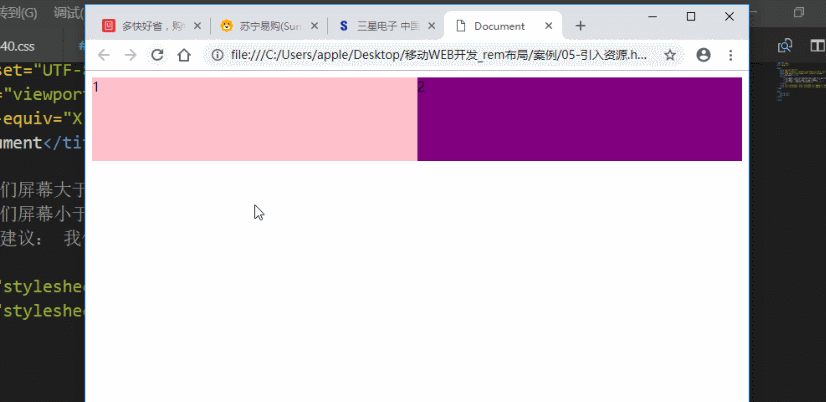 转到(G) 调试(
40.css
多快好省，购
苏宁易购(Sun
三星电子 中国
Document
file:///C:/Users/apple/Desktop/移动WEB开发_rem布局/案例/05-引入资源.h...
1
2
set="UTF-
="viewport
-equiv="X
ument</ti
们屏幕大于
们屏幕小于
建议： 我
"styleshe
"styleshe